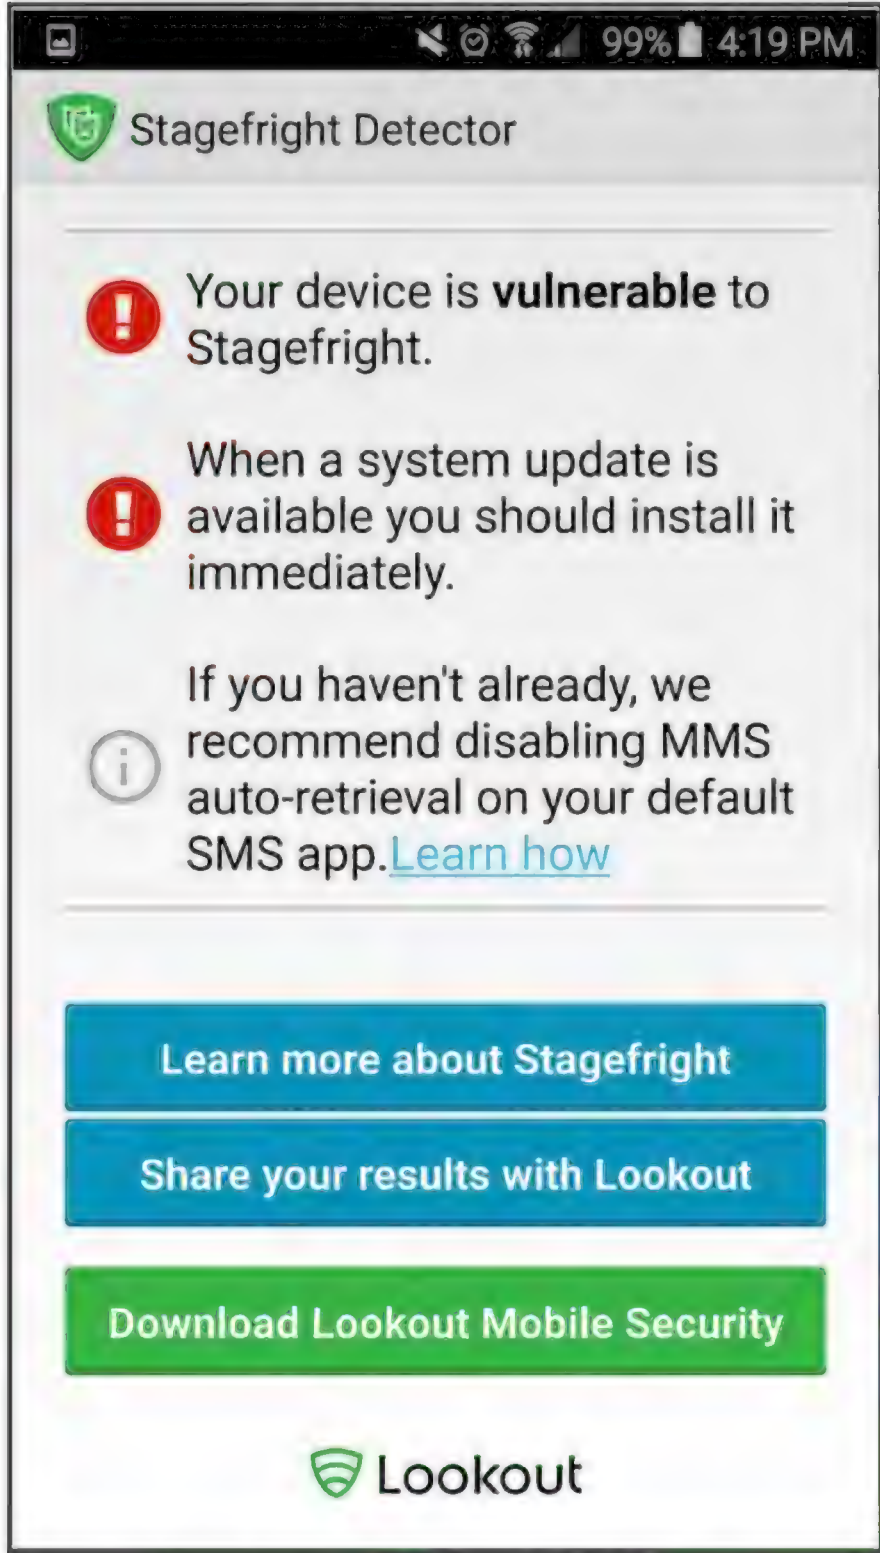 99% 4:19 PM
Stagefright Detector
Your device is vulnerable to
Stagefright.
When a system update is
available you should install it
immediately.
If you haven't already, we
recommend disabling MMS
auto-retrieval on your default
SMS app.Learn how
Learn more about Stagefright
Share your results with Lookout
Download Lookout Mobile Security
Lookout